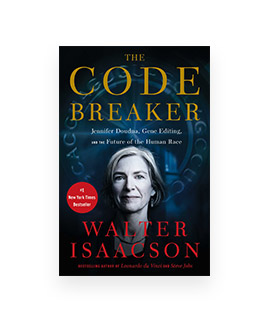 THE
CODE
BREAKER
Jennifer Doudna, Gene Editing,
AND THE Future of the Human Race
#1
New York Times
Bestseller
WALTER
ISAACSON
BESTSELLING AUTHOR OF Leonardo da Vinci AND Steve Jobs